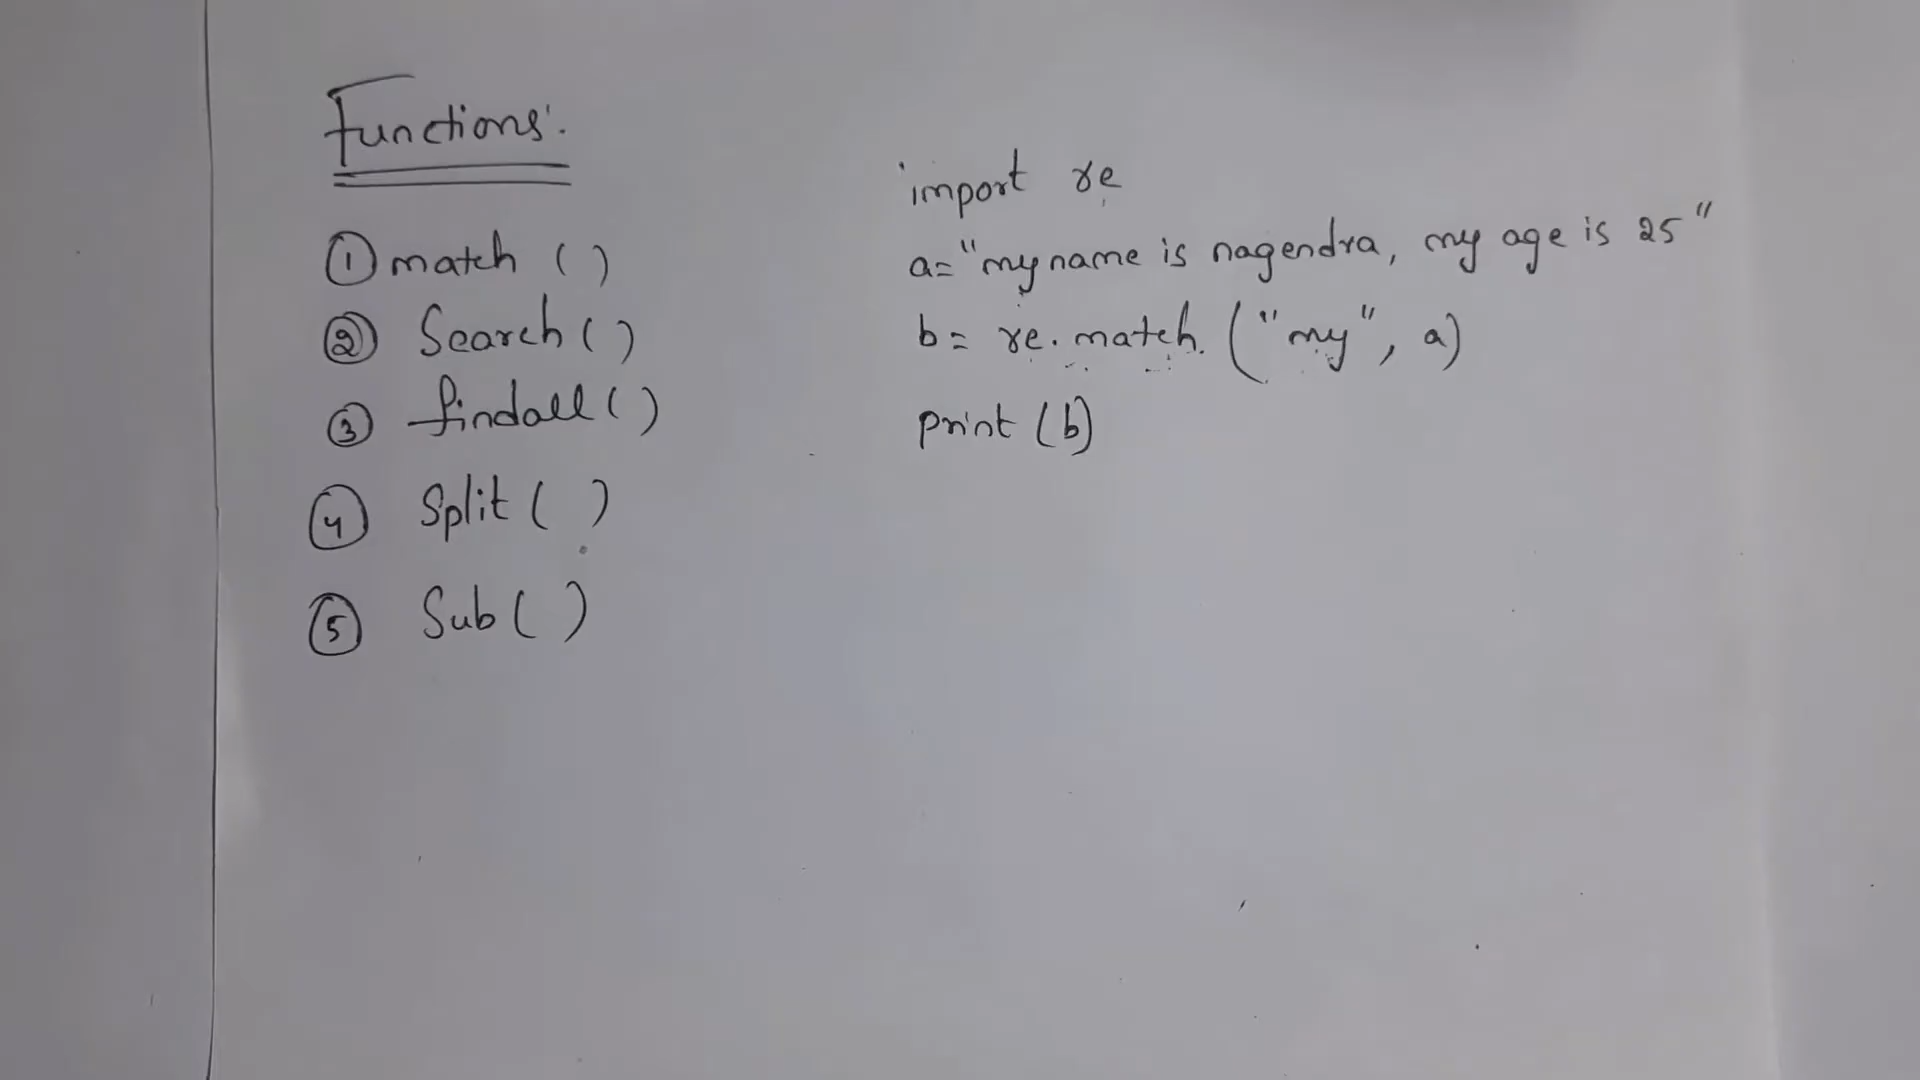 Functions:
① match ( )
② Search ( )
③ findall ( )
④ Split ( )
⑤ Sub ( )
import re
a= "my name is nagendra, my age is 25"
b= re. match. ("my", a)
print (b)